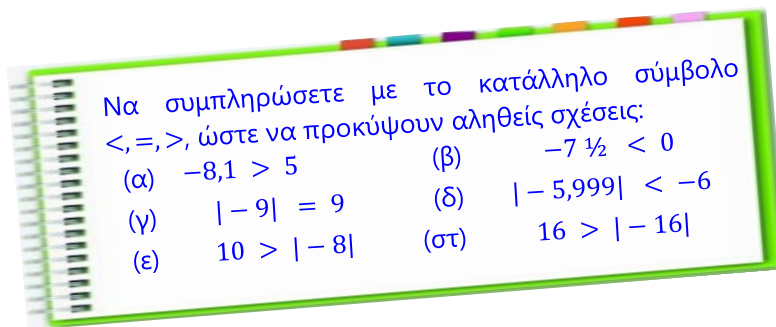 Να συμπληρώσετε με το κατάλληλο σύμβολο
<, =, >, ώστε να προκύψουν αληθείς σχέσεις:
(α) −8,1 > 5 (β) −7 ½ < 0
(γ) |− 9| = 9 (δ) |− 5,999| < −6
(ε) 10 > |− 8| (στ) 16 > |− 16|